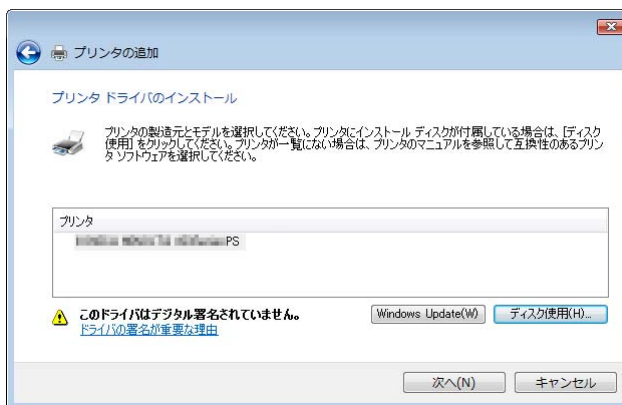 プリンタの追加
プリンタ ドライバのインストール
プリンタの製造元とモデルを選択してください。プリンタにインストール ディスクが付属している場合は、[ディスク
使用] をクリックしてください。プリンタが一覧にない場合は、プリンタのマニュアルを参照して互換性のあるプリン
タ ソフトウェアを選択してください。
プリンタ
PS
このドライバはデジタル署名されていません。
ドライバの署名が重要な理由
Windows Update(W)
ディスク使用(H)...
次へ(N)
キャンセル